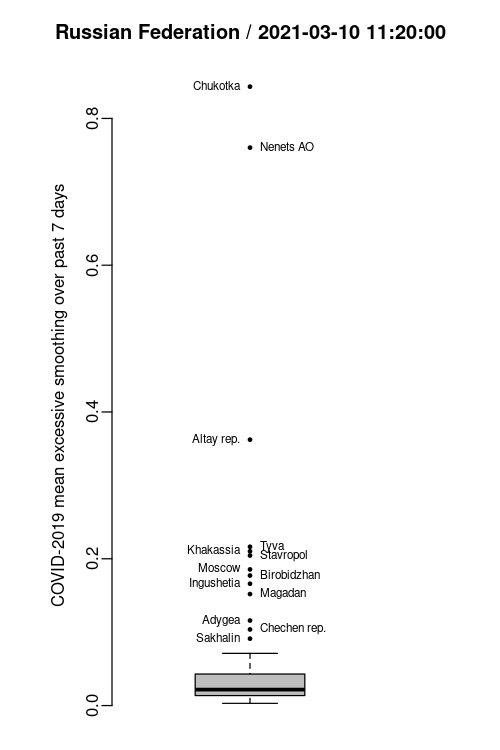 Russian Federation / 2021-03-10 11:20:00
COVID-2019 mean excessive smoothing over past 7 days
0.8
0.6
0.4
0.2
0.0
Chukotka
Nenets AO
Altay rep.
Tyva
Khakassia
Stavropol
Moscow
Birobidzhan
Ingushetia
Magadan
Adygea
Chechen rep.
Sakhalin